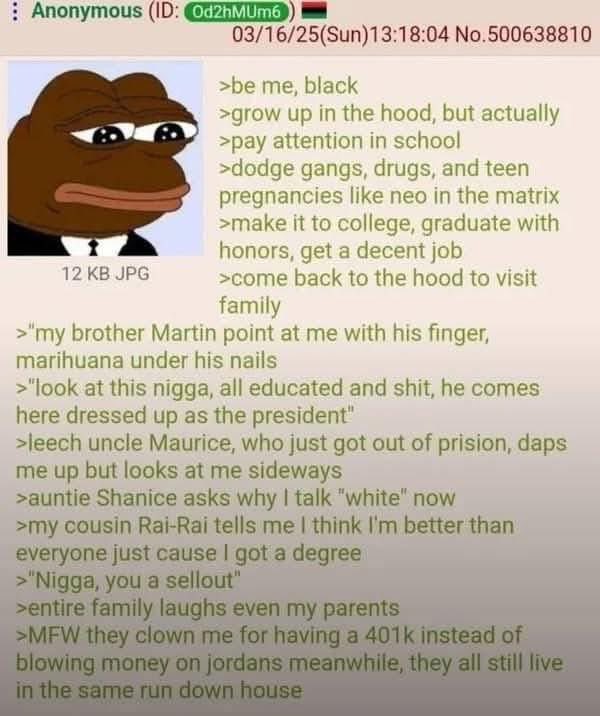 Anonymous (ID: Od2hMUm6)
03/16/25(Sun)13:18:04 No.500638810
>be me, black
>grow up in the hood, but actually
>pay attention in school
>dodge gangs, drugs, and teen
pregnancies like neo in the matrix
>make it to college, graduate with
honors, get a decent job
>come back to the hood to visit
family
12 KB JPG
>"my brother Martin point at me with his finger,
marihuana under his nails
>"look at this nigga, all educated and shit, he comes
here dressed up as the president"
>leech uncle Maurice, who just got out of prision, daps
me up but looks at me sideways
>auntie Shanice asks why I talk "white" now
>my cousin Rai-Rai tells me I think I'm better than
everyone just cause I got a degree
>"Nigga, you a sellout"
>entire family laughs even my parents
>MFW they clown me for having a 401k instead of
blowing money on jordans meanwhile, they all still live
in the same run down house